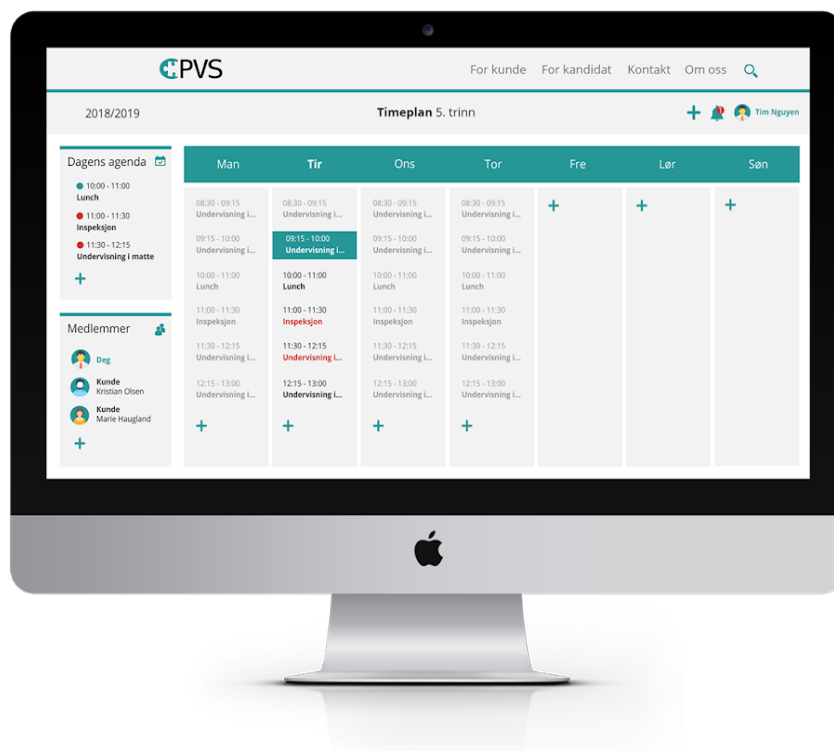 PVS
For kunde For kandidat Kontakt Om oss
2018/2019
Timeplan 5. trinn
1
Tim Nguyen
Dagens agenda
10:00 - 11:00
Lunch
11:00 - 11:30
Inspeksjon
11:30 - 12:15
Undervisning i matte
Medlemmer
Deg
Kunde
Kristian Olsen
Kunde
Marie Haugland
Man Tir Ons Tor Fre Lør Søn
08:30 - 09:15 08:30 - 09:15 08:30 - 09:15 08:30 - 09:15
Undervisning i... Undervisning i... Undervisning i... Undervisning i...
09:15 - 10:00 09:15 - 10:00 09:15 - 10:00 09:15 - 10:00
Undervisning i... Undervisning i... Undervisning i... Undervisning i...
10:00 - 11:00 10:00 - 11:00 10:00 - 11:00 10:00 - 11:00
Lunch Lunch Lunch Lunch
11:00 - 11:30 11:00 - 11:30 11:00 - 11:30 11:00 - 11:30
Inspeksjon Inspeksjon Inspeksjon Inspeksjon
11:30 - 12:15 11:30 - 12:15 11:30 - 12:15 11:30 - 12:15
Undervisning i... Undervisning i... Undervisning i... Undervisning i...
12:15 - 13:00 12:15 - 13:00 12:15 - 13:00 12:15 - 13:00
Undervisning i... Undervisning i... Undervisning i... Undervisning i...